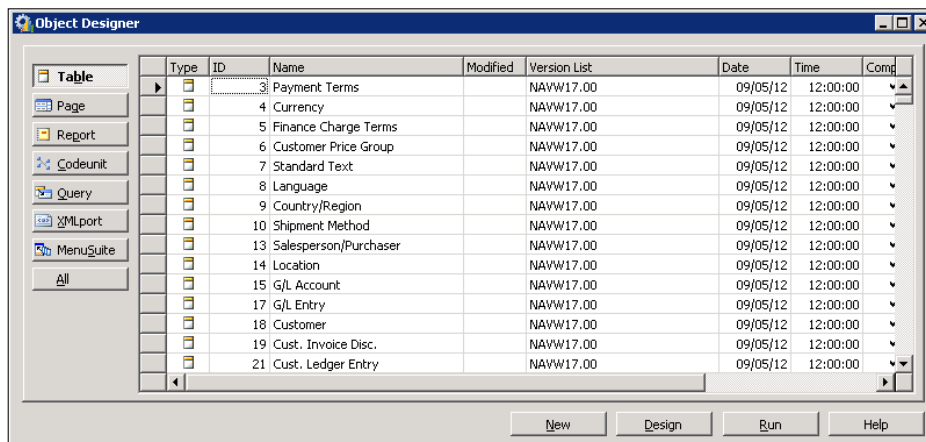 Object Designer
Type ID Name Modified Version List Date Time Comp
Table
3 Payment Terms NAVW17.00 09/05/12 12:00:00
Page
4 Currency NAVW17.00 09/05/12 12:00:00
5 Finance Charge Terms NAVW17.00 09/05/12 12:00:00
Report
6 Customer Price Group NAVW17.00 09/05/12 12:00:00
Codeunit
7 Standard Text NAVW17.00 09/05/12 12:00:00
8 Language NAVW17.00 09/05/12 12:00:00
Query
9 Country/Region NAVW17.00 09/05/12 12:00:00
XMLport
10 Shipment Method NAVW17.00 09/05/12 12:00:00
13 Salesperson/Purchaser NAVW17.00 09/05/12 12:00:00
MenuSuite
14 Location NAVW17.00 09/05/12 12:00:00
All
15 G/L Account NAVW17.00 09/05/12 12:00:00
17 G/L Entry NAVW17.00 09/05/12 12:00:00
18 Customer NAVW17.00 09/05/12 12:00:00
19 Cust. Invoice Disc. NAVW17.00 09/05/12 12:00:00
21 Cust. Ledger Entry NAVW17.00 09/05/12 12:00:00
New Design Run Help